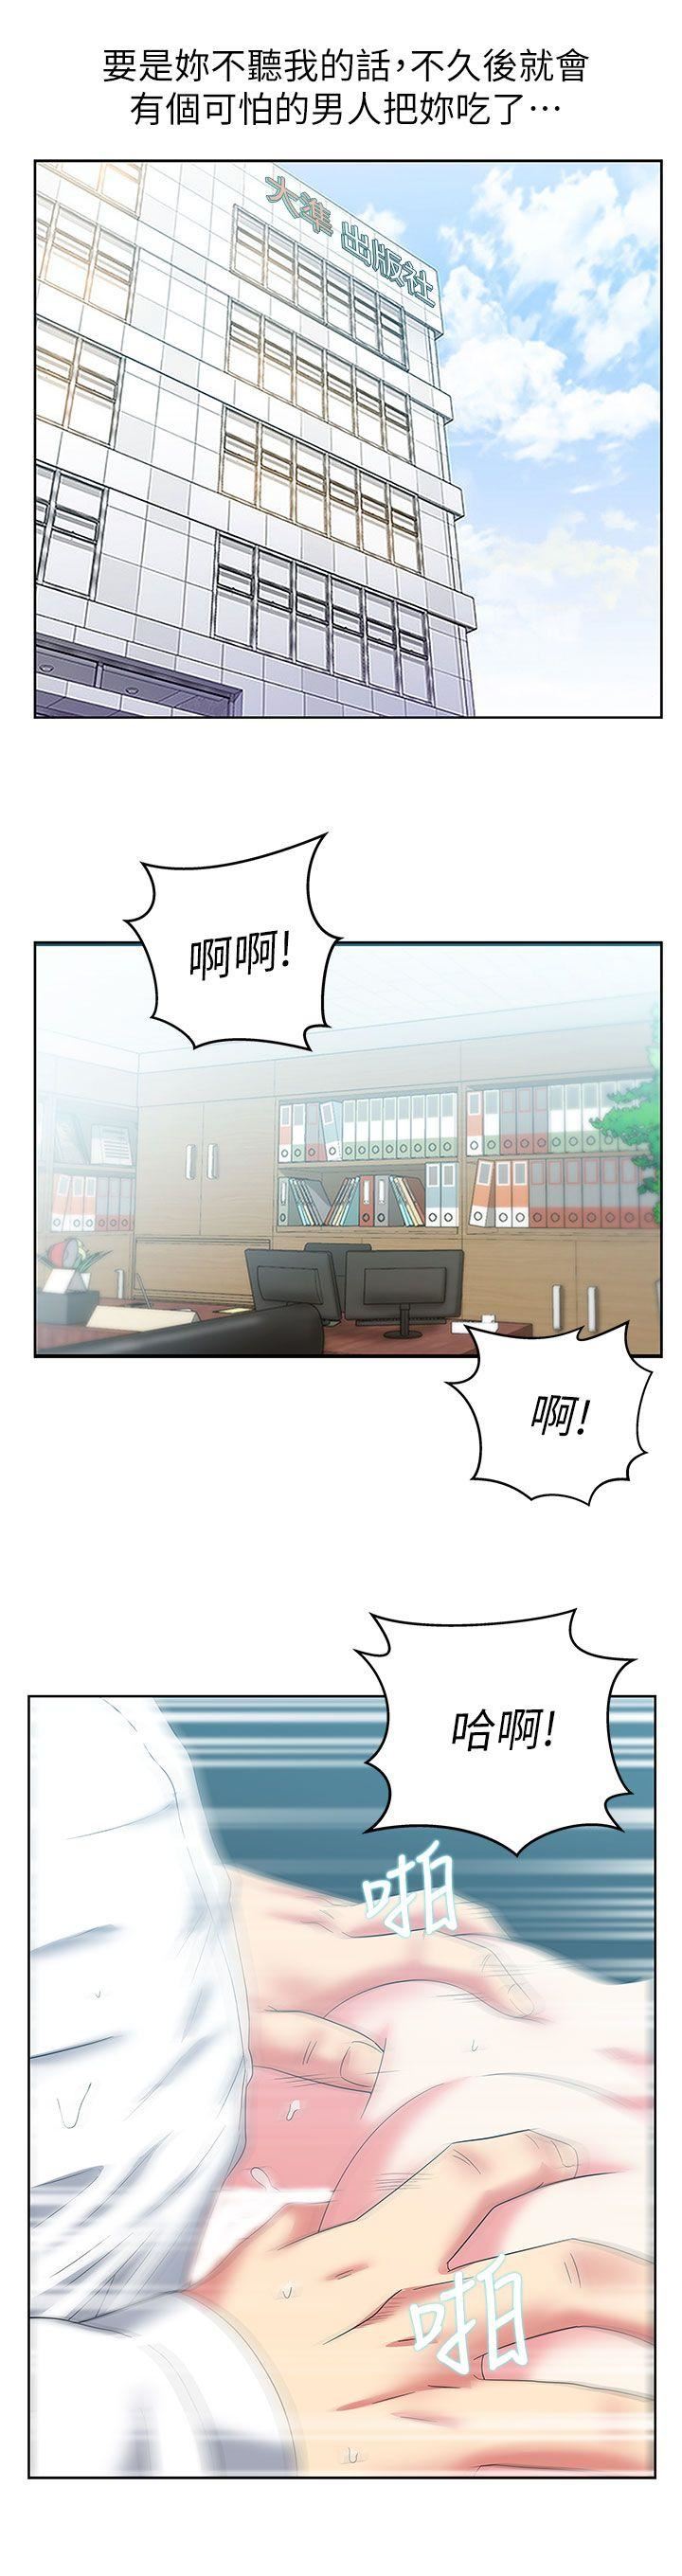 要是妳不聽我的話，不久後就會
有個可怕的男人把妳吃了…
大準 出版社
啊啊！
啊！
哈啊！
啪
啪